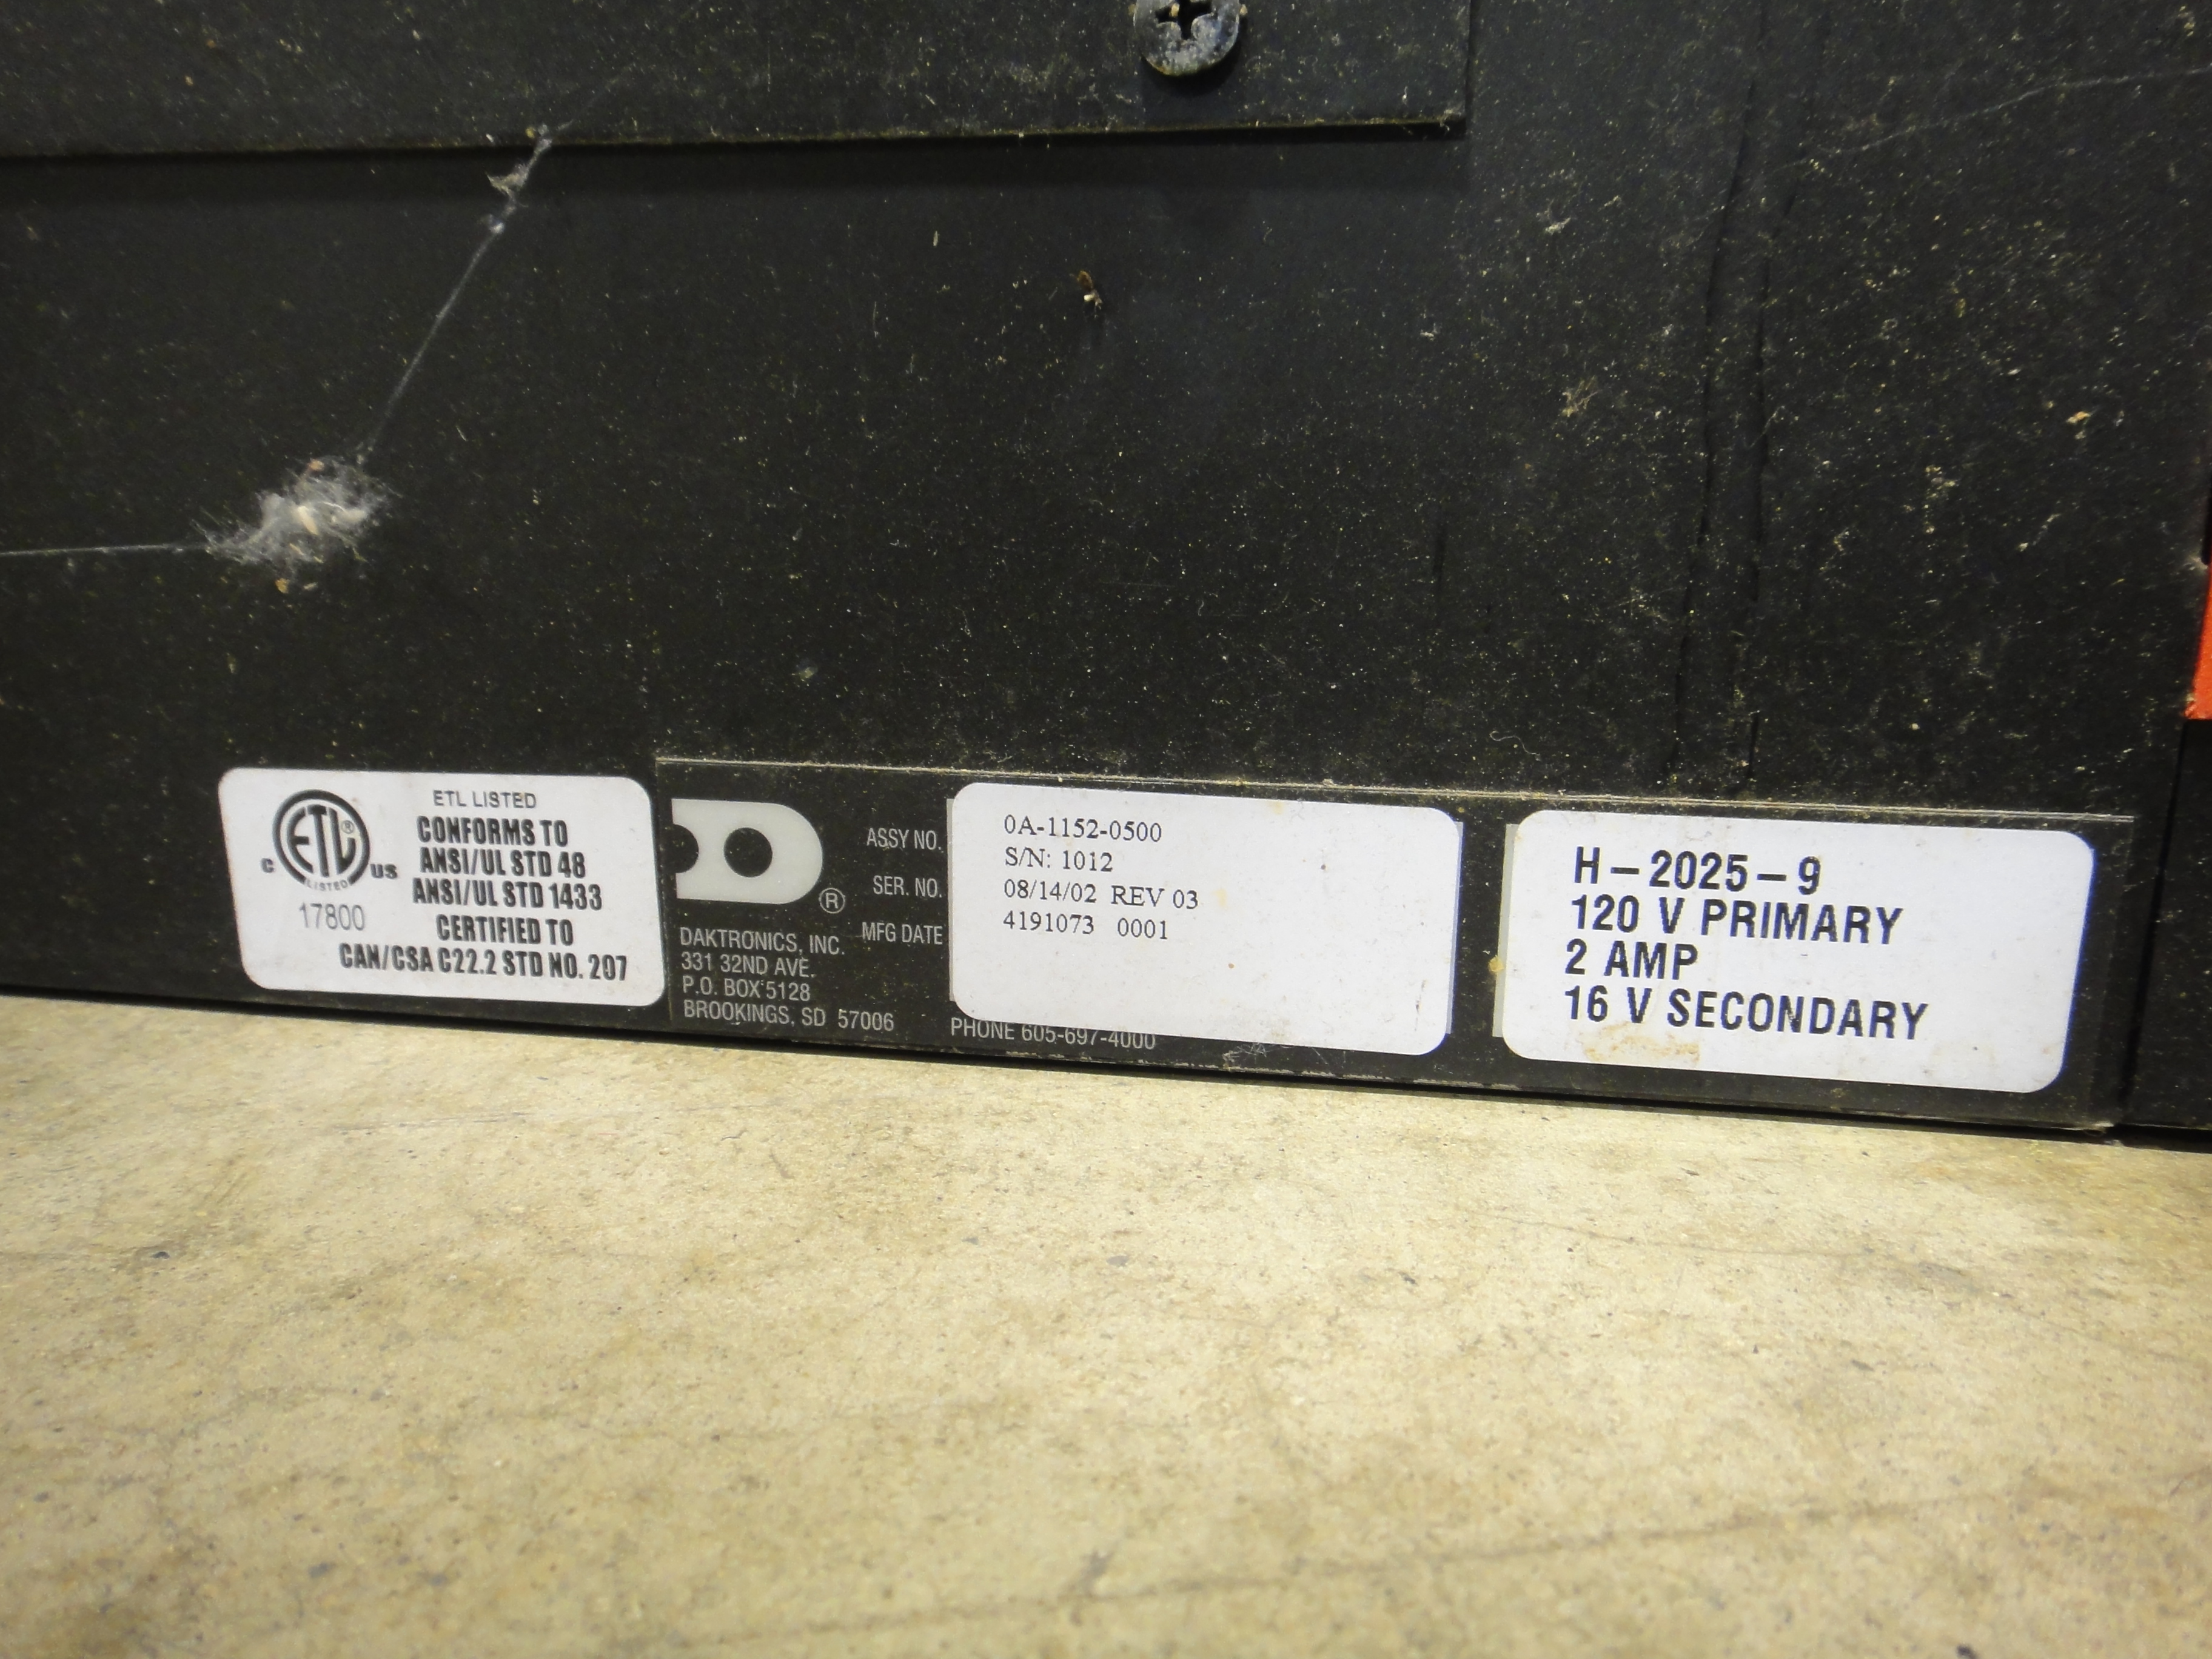 ETL LISTED
CONFORMS TO
ANSI/UL STD 48
ANSI/UL STD 1433
CERTIFIED TO
CAN/CSA C22.2 STD NO. 207
C ETL® US
LISTED
17800
D®
DAKTRONICS, INC.
331 32ND AVE.
P.O. BOX 5128
BROOKINGS, SD 57006
ASSY NO.
SER. NO.
MFG DATE
0A-1152-0500
S/N: 1012
08/14/02 REV 03
4191073 0001
PHONE 605-697-4000
H-2025-9
120 V PRIMARY
2 AMP
16 V SECONDARY